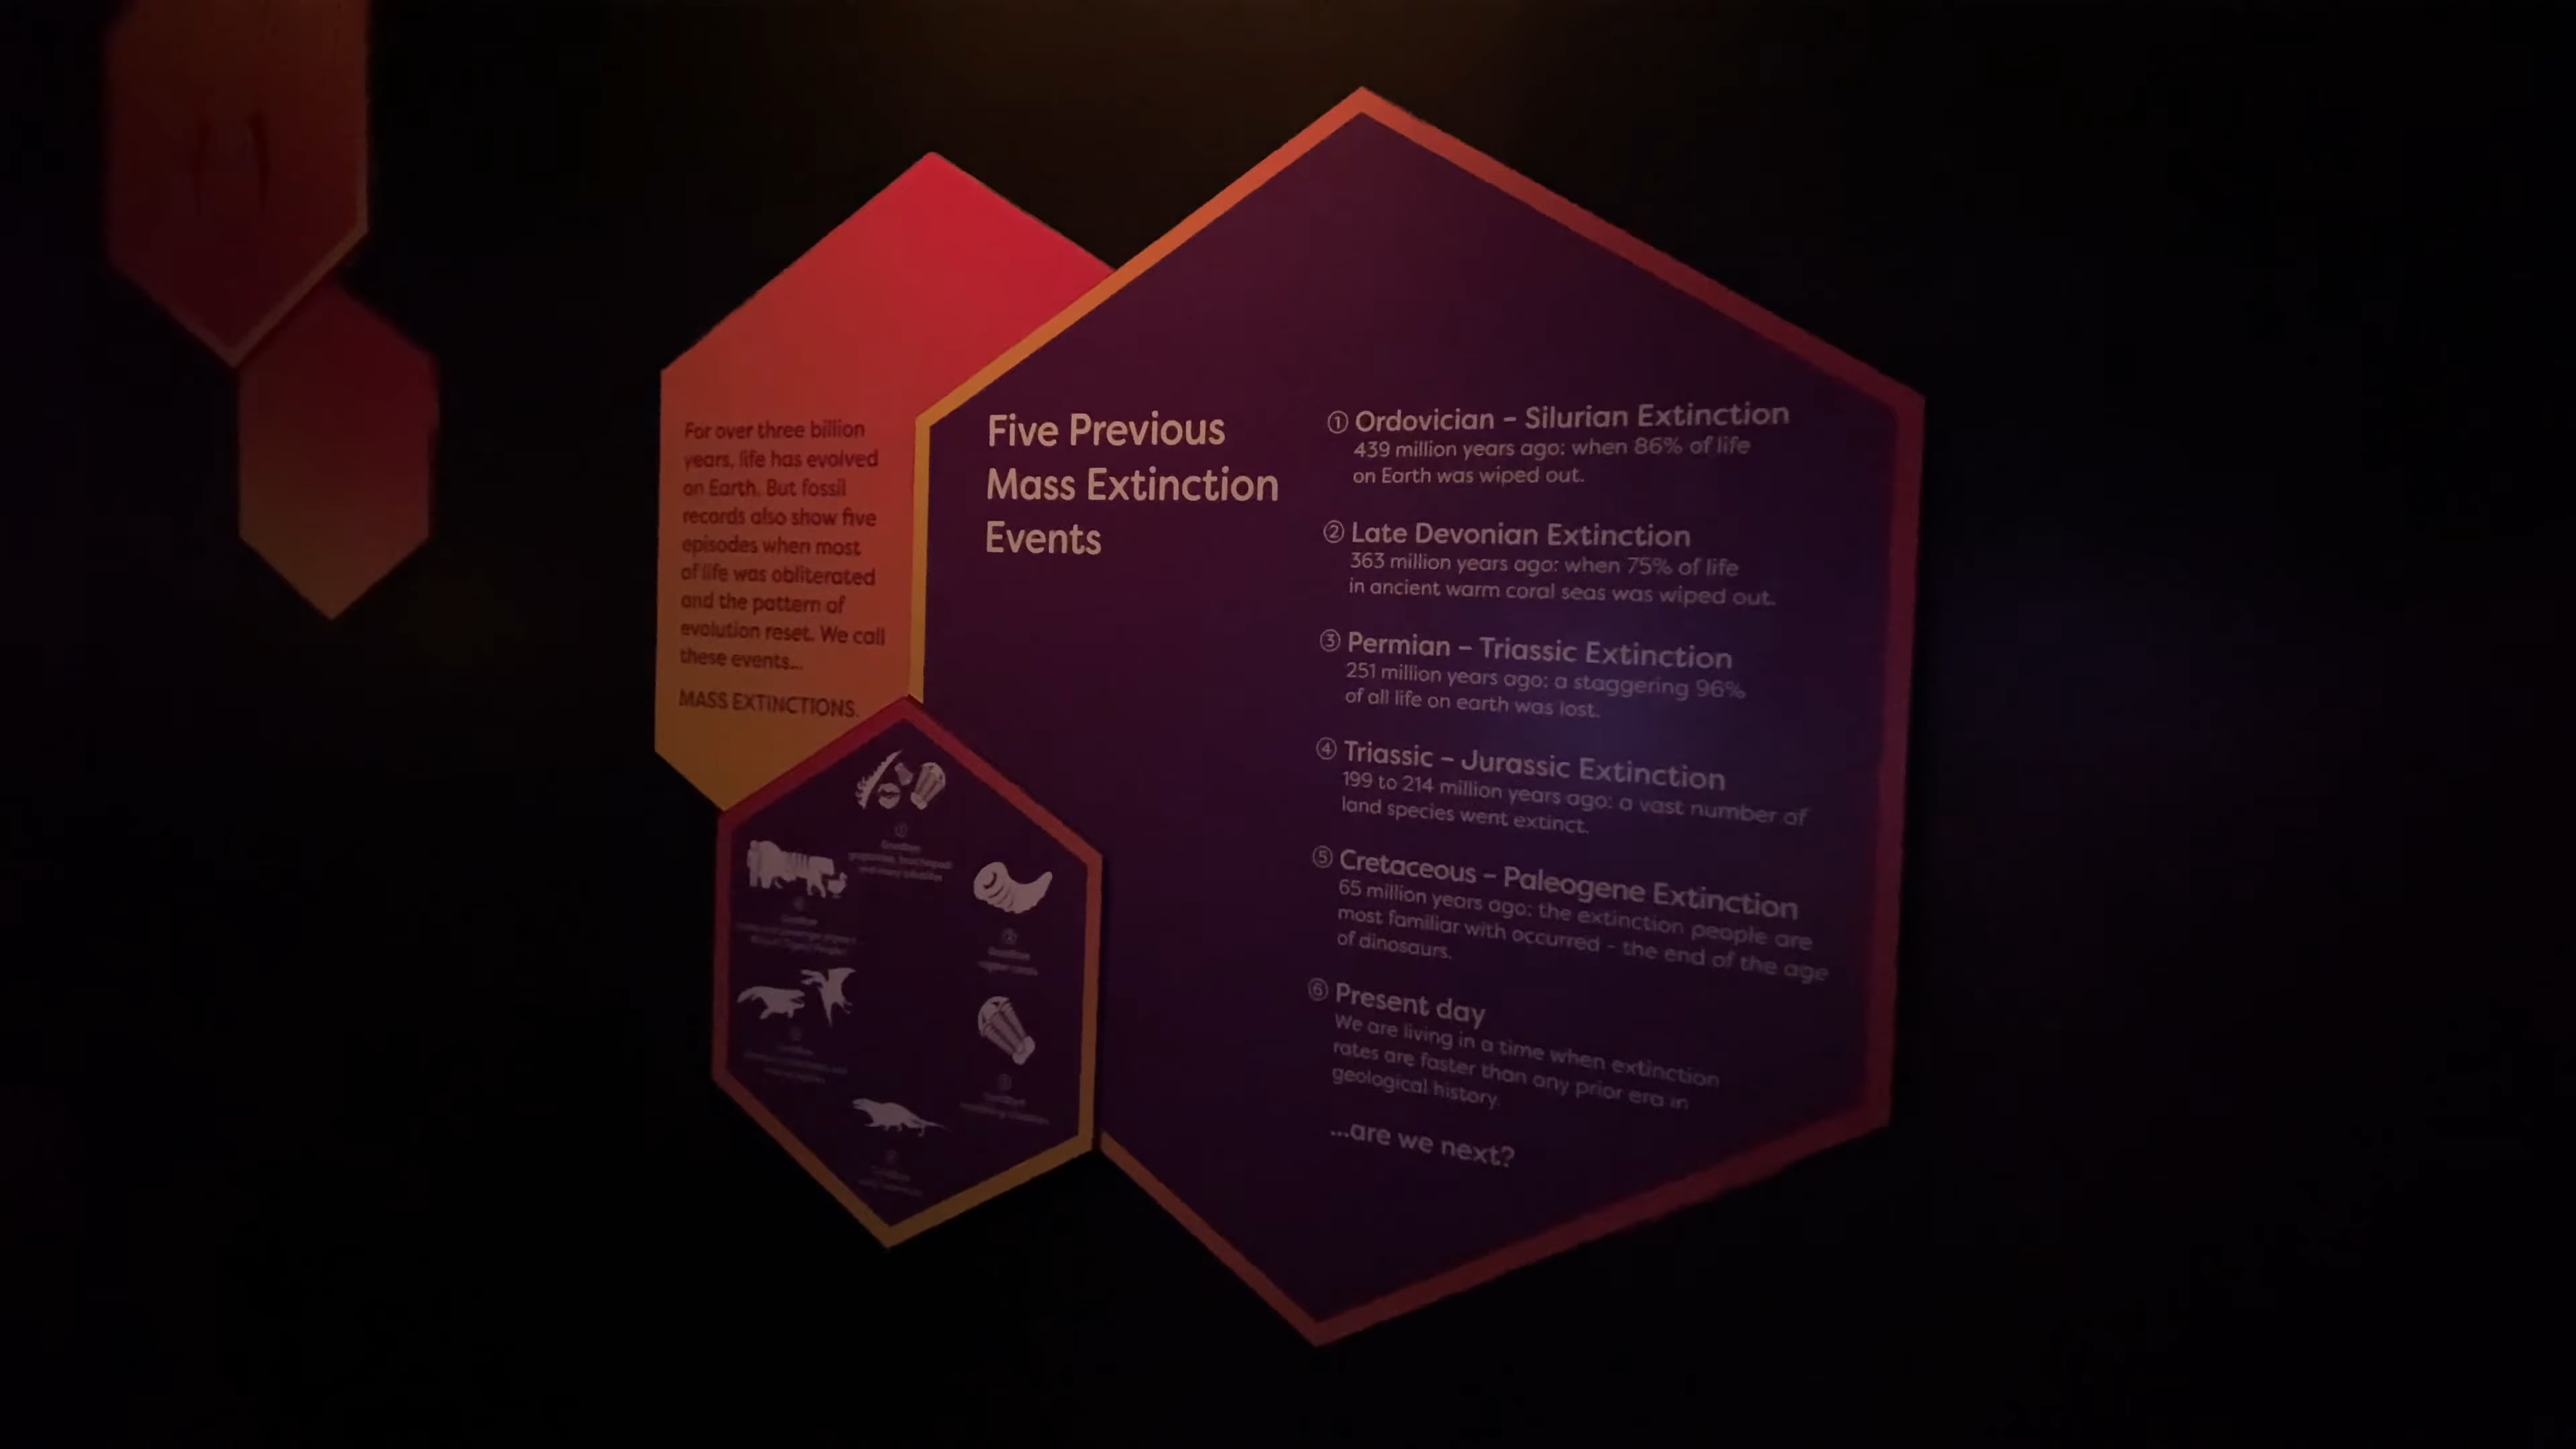 For over three billion
years, life has evolved
on Earth. But fossil
records also show five
episodes when most
of life was obliterated
and the pattern of
evolution reset. We call
these events...
MASS EXTINCTIONS.
Five Previous
Mass Extinction
Events
① Ordovician – Silurian Extinction
439 million years ago: when 86% of life
on Earth was wiped out.
② Late Devonian Extinction
363 million years ago: when 75% of life
in ancient warm coral seas was wiped out.
③ Permian – Triassic Extinction
251 million years ago: a staggering 96%
of all life on earth was lost.
④ Triassic – Jurassic Extinction
199 to 214 million years ago: a vast number of
land species went extinct.
⑤ Cretaceous – Paleogene Extinction
65 million years ago: the extinction people are
most familiar with occurred – the end of the age
of dinosaurs.
⑥ Present day
We are living in a time when extinction
rates are faster than any prior era in
geological history.
...are we next?
①
Goodbye
graptolites, brachiopods
and many trilobites